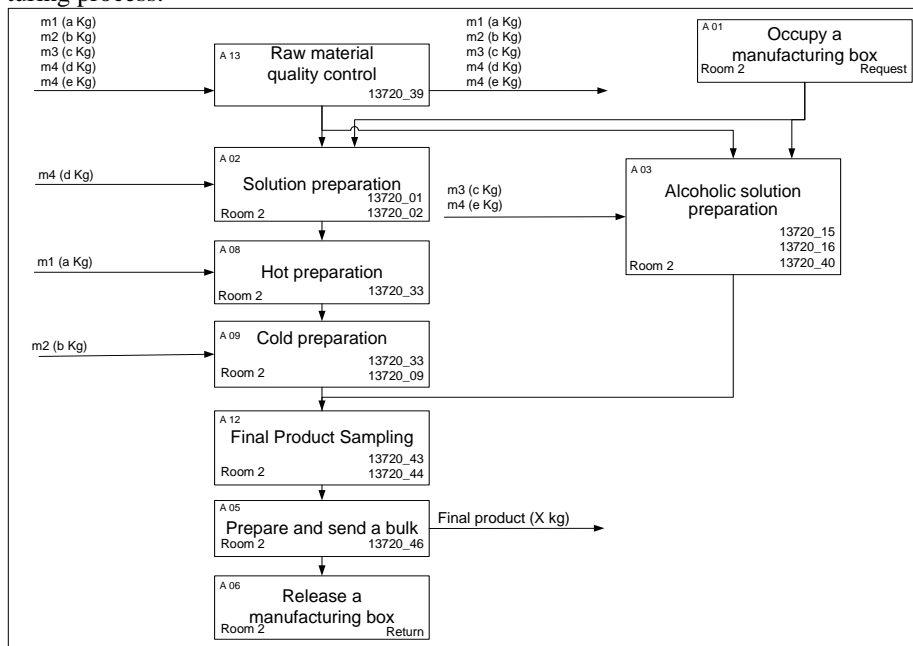 turing process.
m1 (a Kg)
m2 (b Kg)
m3 (c Kg)
m4 (d Kg)
m4 (e Kg)
A 13
Raw material
quality control
13720_39
m1 (a Kg)
m2 (b Kg)
m3 (c Kg)
m4 (d Kg)
m4 (e Kg)
A 01
Occupy a
manufacturing box
Room 2
Request
m4 (d Kg)
A 02
Solution preparation
13720_01
13720_02
Room 2
m3 (c Kg)
m4 (e Kg)
A 03
Alcoholic solution
preparation
13720_15
13720_16
13720_40
Room 2
m1 (a Kg)
A 08
Hot preparation
13720_33
Room 2
m2 (b Kg)
A 09
Cold preparation
13720_33
13720_09
Room 2
A 12
Final Product Sampling
13720_43
13720_44
Room 2
A 05
Prepare and send a bulk
Room 2
13720_46
Final product (X kg)
A 06
Release a
manufacturing box
Room 2
Return